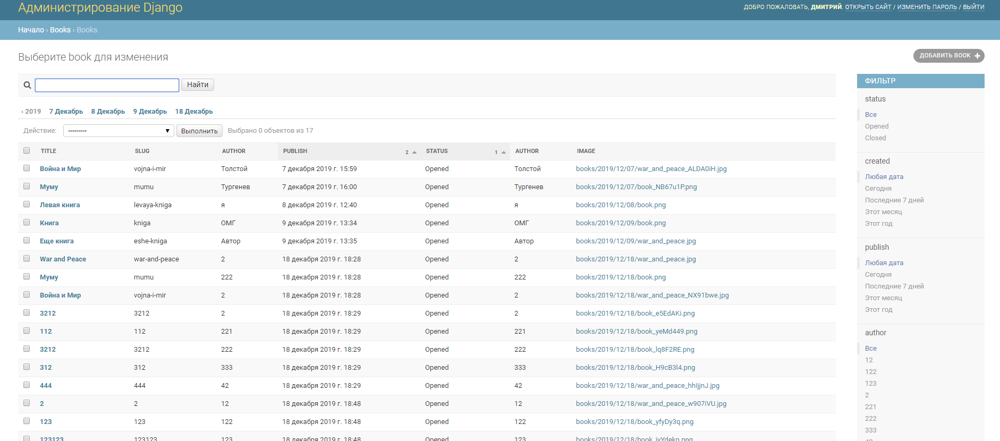 Администрирование Django
ДОБРО ПОЖАЛОВАТЬ, ДМИТРИЙ. ОТКРЫТЬ САЙТ / ИЗМЕНИТЬ ПАРОЛЬ / ВЫЙТИ
Начало › Books › Books
Выберите book для изменения
ДОБАВИТЬ BOOK +
Найти
‹ 2019 7 Декабрь 8 Декабрь 9 Декабрь 18 Декабрь
Действие: --------- Выполнить Выбрано 0 объектов из 17
TITLE SLUG AUTHOR PUBLISH 2 STATUS 1 AUTHOR IMAGE
Война и Мир vojna-i-mir Толстой 7 декабря 2019 г. 15:59 Opened Толстой books/2019/12/07/war_and_peace_ALDA0iH.jpg
Муму mumu Тургенев 7 декабря 2019 г. 16:00 Opened Тургенев books/2019/12/07/book_NB67u1P.png
Левая книга levaya-kniga я 8 декабря 2019 г. 12:40 Opened я books/2019/12/08/book.png
Книга kniga ОМГ 9 декабря 2019 г. 13:34 Opened ОМГ books/2019/12/09/book.png
Еще книга eshe-kniga Автор 9 декабря 2019 г. 13:35 Opened Автор books/2019/12/09/war_and_peace.jpg
War and Peace war-and-peace 2 18 декабря 2019 г. 18:28 Opened 2 books/2019/12/18/war_and_peace.jpg
Муму mumu 222 18 декабря 2019 г. 18:28 Opened 222 books/2019/12/18/book.png
Война и Мир vojna-i-mir 2 18 декабря 2019 г. 18:28 Opened 2 books/2019/12/18/war_and_peace_NX91bwe.jpg
3212 3212 2 18 декабря 2019 г. 18:29 Opened 2 books/2019/12/18/book_e5EdAKi.png
112 112 221 18 декабря 2019 г. 18:29 Opened 221 books/2019/12/18/book_yeMd449.png
3212 3212 222 18 декабря 2019 г. 18:29 Opened 222 books/2019/12/18/book_lq8F2RE.png
312 312 333 18 декабря 2019 г. 18:29 Opened 333 books/2019/12/18/book_H9cB3l4.png
444 444 42 18 декабря 2019 г. 18:29 Opened 42 books/2019/12/18/war_and_peace_hhIjjnJ.jpg
2 2 12 18 декабря 2019 г. 18:48 Opened 12 books/2019/12/18/war_and_peace_w907iVU.jpg
123 123 122 18 декабря 2019 г. 18:48 Opened 122 books/2019/12/18/book_yfyDy3q.png
123123 123123 123 18 декабря 2019 г. 18:48 Opened 123
ФИЛЬТР
status
Все
Opened
Closed
created
Любая дата
Сегодня
Последние 7 дней
Этот месяц
Этот год
publish
Любая дата
Сегодня
Последние 7 дней
Этот месяц
Этот год
author
Все
12
122
123
2
221
222
333